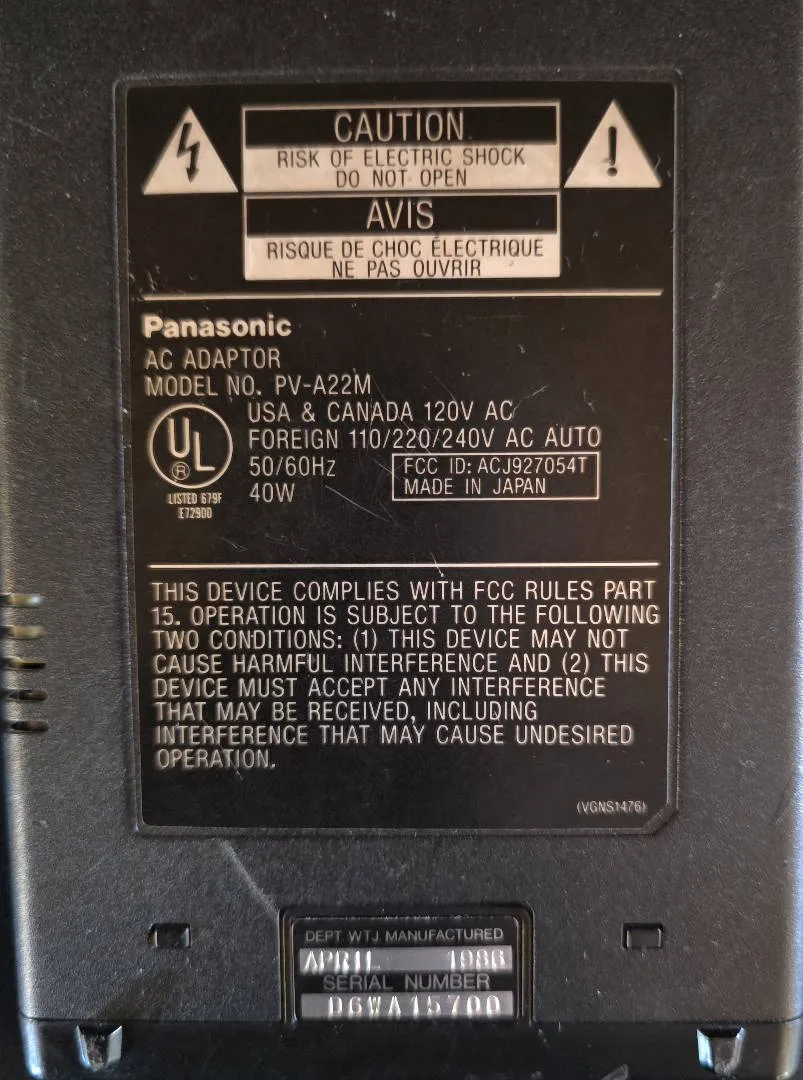 CAUTION
RISK OF ELECTRIC SHOCK
DO NOT OPEN
AVIS
RISQUE DE CHOC ÉLECTRIQUE
NE PAS OUVRIR
Panasonic
AC ADAPTOR
MODEL NO. PV-A22M
USA & CANADA 120V AC
FOREIGN 110/220/240V AC AUTO
50/60Hz
40W
FCC ID: ACJ927054T
MADE IN JAPAN
UL
®
LISTED 679F
E72900
THIS DEVICE COMPLIES WITH FCC RULES PART
15. OPERATION IS SUBJECT TO THE FOLLOWING
TWO CONDITIONS: (1) THIS DEVICE MAY NOT
CAUSE HARMFUL INTERFERENCE AND (2) THIS
DEVICE MUST ACCEPT ANY INTERFERENCE
THAT MAY BE RECEIVED, INCLUDING
INTERFERENCE THAT MAY CAUSE UNDESIRED
OPERATION.
(VGNS1476)
DEPT WTJ MANUFACTURED
APRIL
SERIAL NUMBER
D6WA15700